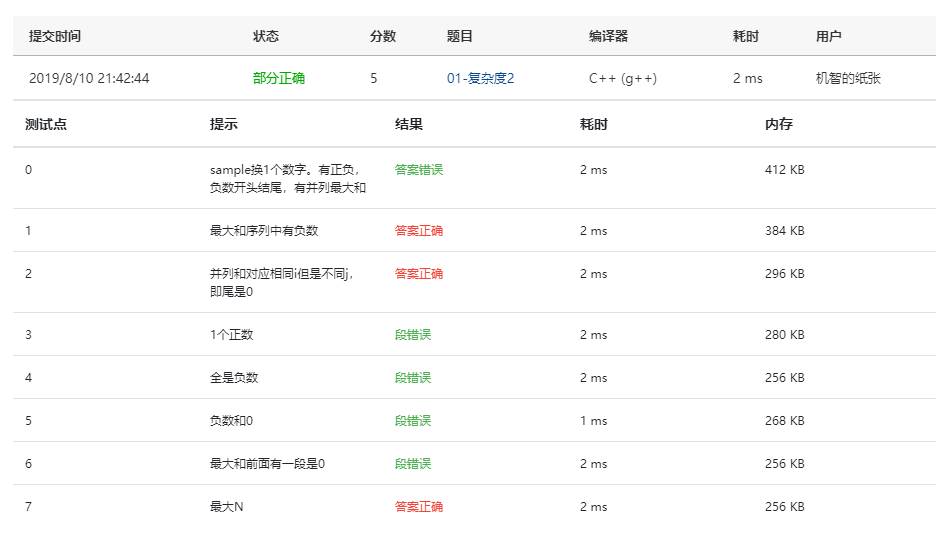 提交时间 状态 分数 题目 编译器 耗时 用户
2019/8/10 21:42:44 部分正确 5 01-复杂度2 C++ (g++) 2 ms 机智的纸张
测试点 提示 结果 耗时 内存
0 sample换1个数字。有正负， 答案错误 2 ms 412 KB
负数开头结尾，有并列最大和
1 最大和序列中有负数 答案正确 2 ms 384 KB
2 并列和对应相同i但是不同j， 答案正确 2 ms 296 KB
即尾是0
3 1个正数 段错误 2 ms 280 KB
4 全是负数 段错误 2 ms 256 KB
5 负数和0 段错误 1 ms 268 KB
6 最大和前面有一段是0 段错误 2 ms 256 KB
7 最大N 答案正确 2 ms 256 KB